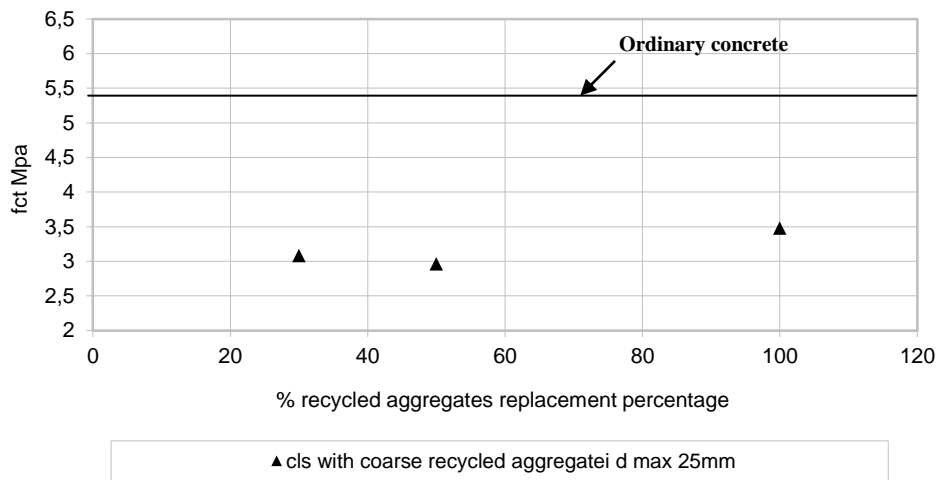 6,5
6
5,5
5
4,5
4
3,5
3
2,5
2
fct Mpa
Ordinary concrete
0 20 40 60 80 100 120
% recycled aggregates replacement percentage
▲ cls with coarse recycled aggregatei d max 25mm